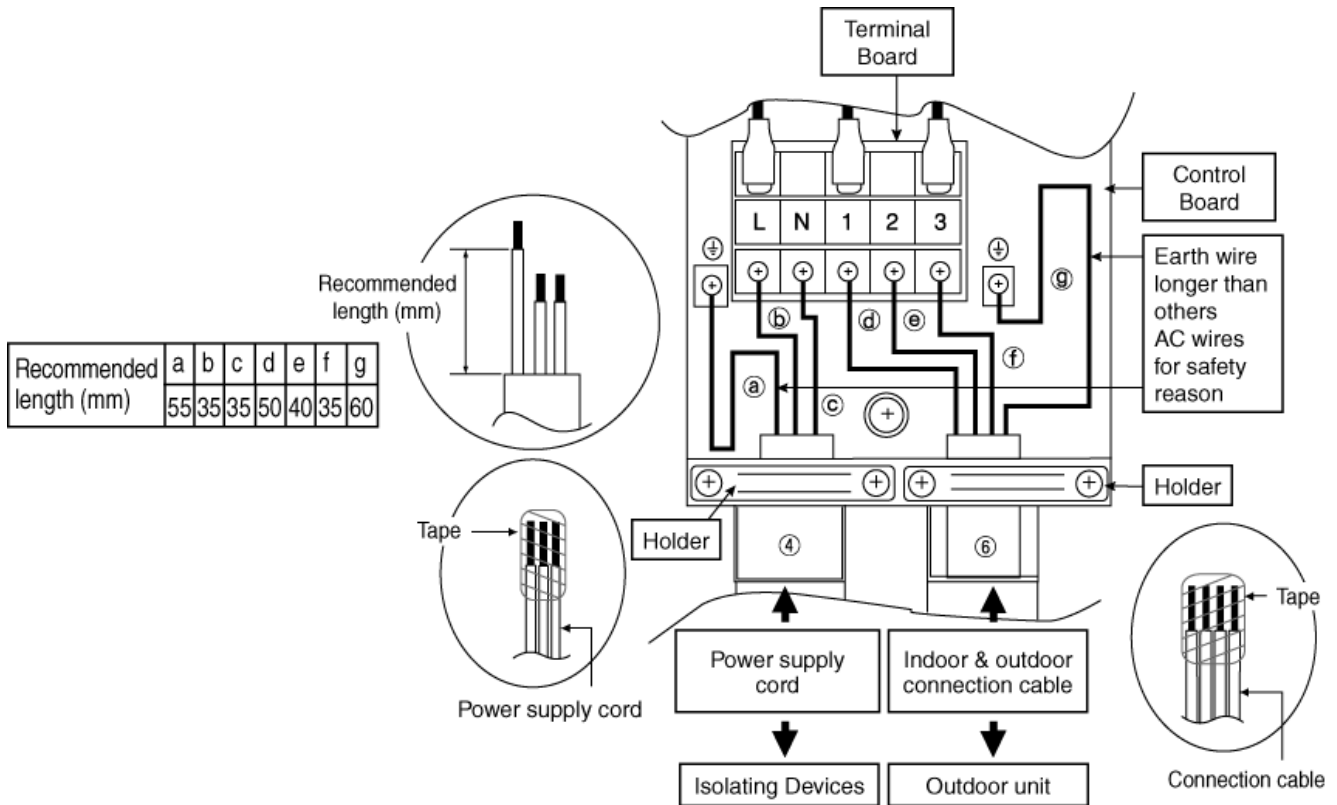 Terminal
Board
Control
Board
L N 1 2 3
Earth wire
longer than
others
AC wires
for safety
reason
ⓖ
ⓑ
ⓓ
ⓔ
ⓕ
ⓐ
ⓒ
Recommended
length (mm)
Recommended
length (mm)
a b c d e f g
55 35 35 50 40 35 60
Holder
Holder
④
⑥
Tape
Power supply cord
Power supply
cord
Indoor & outdoor
connection cable
Isolating Devices
Outdoor unit
Tape
Connection cable